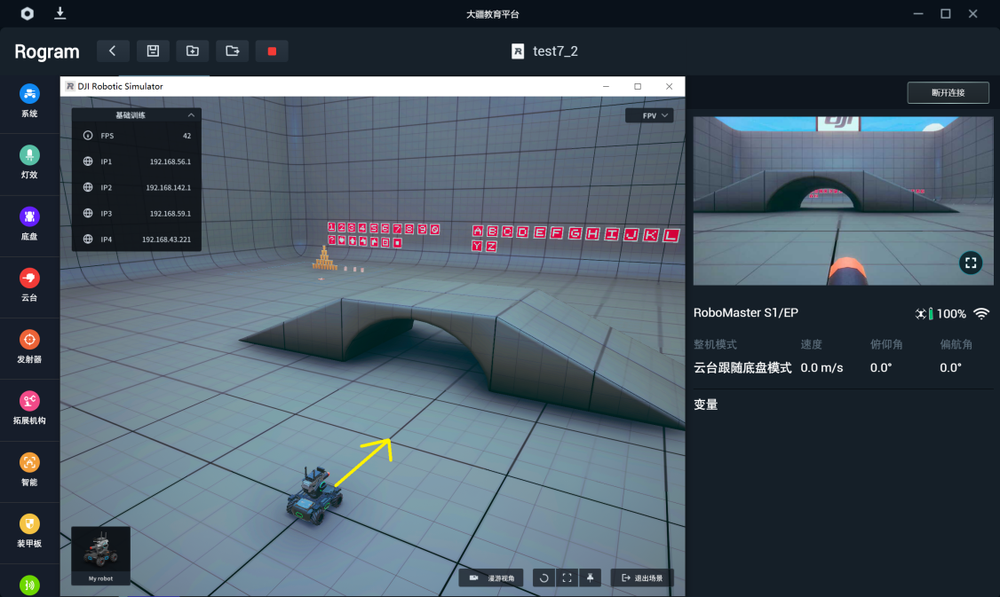 大疆教育平台
Rogram
R test7_2
DJI Robotic Simulator
断开连接
系统
灯效
底盘
云台
发射器
拓展机构
智能
装甲板
基础训练
FPS 42
IP1 192.168.56.1
IP2 192.168.142.1
IP3 192.168.59.1
IP4 192.168.43.221
FPV
1 2 3 4 5 6 7 8 9 0
A B C D E F G H I J K L
Y Z
My robot
漫游视角
退出场景
DJI
RoboMaster S1/EP
100%
整机模式 速度 俯仰角 偏航角
云台跟随底盘模式 0.0 m/s 0.0° 0.0°
变量